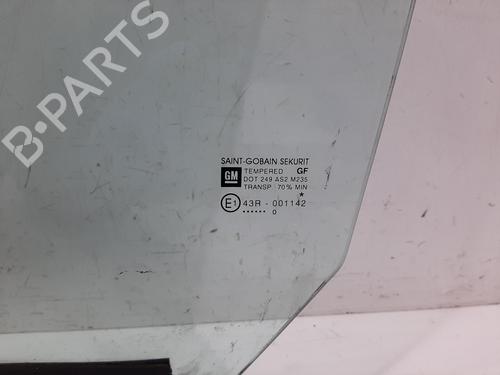 B-PARTS
SAINT-GOBAIN SEKURIT
GM TEMPERED GF
DOT 249 AS2 M235
TRANSP 70% MIN
E1 43R - 001142
•••••• 0